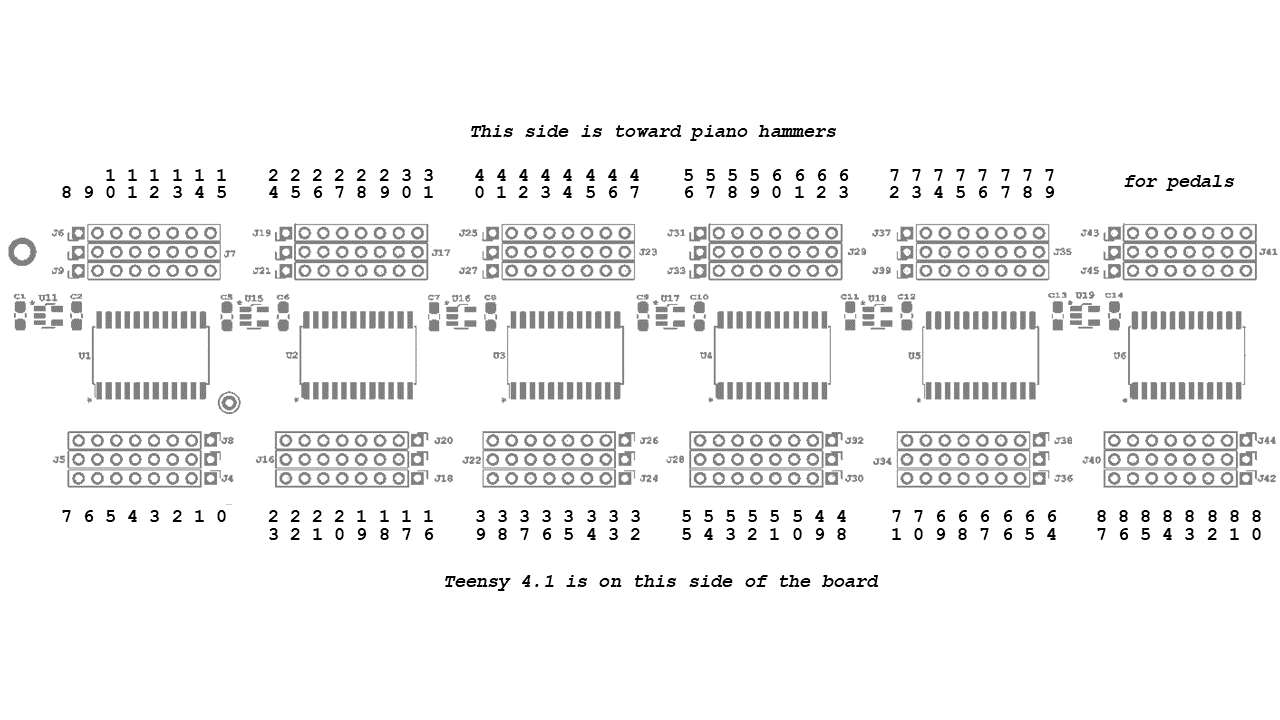 This side is toward piano hammers
1 1 1 1 1 1 2 2 2 2 2 2 3 3 4 4 4 4 4 4 4 4 5 5 5 5 6 6 6 6 7 7 7 7 7 7 7 7
8 9 0 1 2 3 4 5 4 5 6 7 8 9 0 1 0 1 2 3 4 5 6 7 6 7 8 9 0 1 2 3 2 3 4 5 6 7 8 9 for pedals
J6 J19 J25 J31 J37 J43
J7 J17 J23 J29 J35 J41
J9 J21 J27 J33 J39 J45
C1 U11 C2 C5 U15 C6 C7 U16 C8 C9 U17 C10 C11 U18 C12 C13 U19 C14
U1 U2 U3 U4 U5 U6
J8 J20 J26 J32 J38 J44
J5 J16 J22 J28 J34 J40
J4 J18 J24 J30 J36 J42
7 6 5 4 3 2 1 0 2 2 2 2 1 1 1 1 3 3 3 3 3 3 3 3 5 5 5 5 5 5 4 4 7 7 6 6 6 6 6 6 8 8 8 8 8 8 8 8
3 2 1 0 9 8 7 6 9 8 7 6 5 4 3 2 5 4 3 2 1 0 9 8 1 0 9 8 7 6 5 4 7 6 5 4 3 2 1 0
Teensy 4.1 is on this side of the board